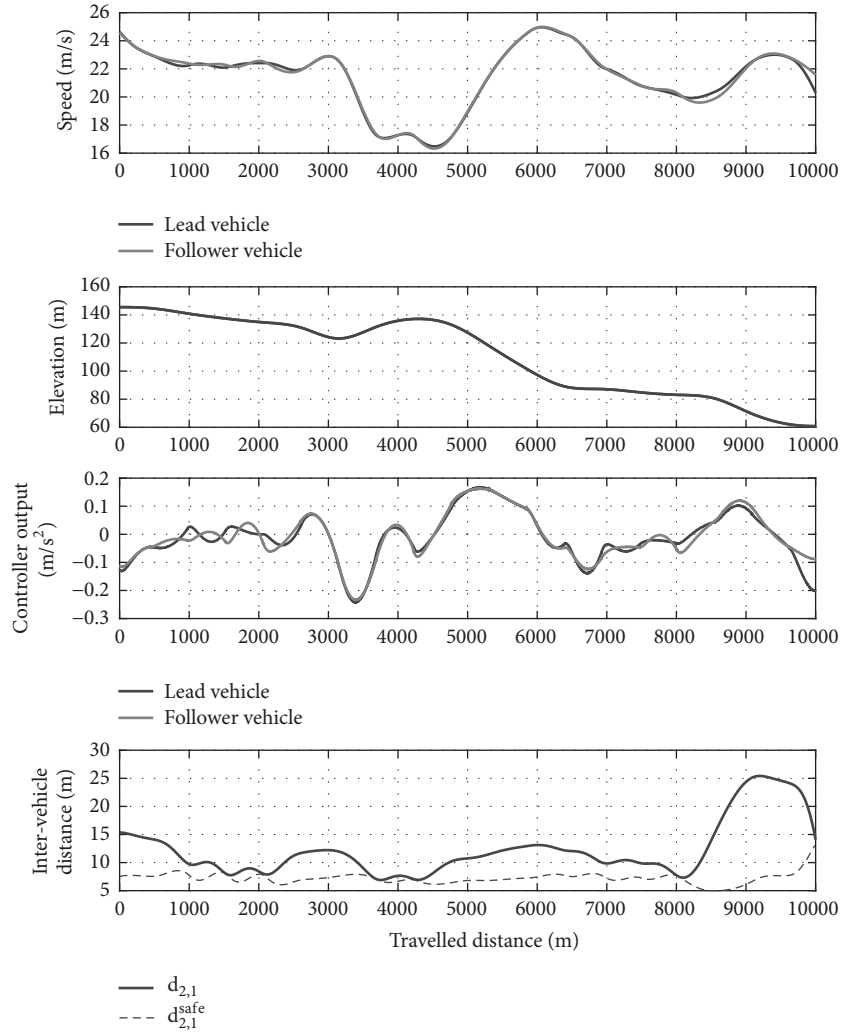 26
24
22
20
18
16
Speed (m/s)
0 1000 2000 3000 4000 5000 6000 7000 8000 9000 10000
Lead vehicle
Follower vehicle
160
140
120
100
80
60
Elevation (m)
0 1000 2000 3000 4000 5000 6000 7000 8000 9000 10000
0.2
0.1
0
−0.1
−0.2
−0.3
Controller output
(m/s²)
0 1000 2000 3000 4000 5000 6000 7000 8000 9000 10000
Lead vehicle
Follower vehicle
30
25
20
15
10
5
Inter-vehicle
distance (m)
0 1000 2000 3000 4000 5000 6000 7000 8000 9000 10000
Travelled distance (m)
d2,1
d2,1 safe